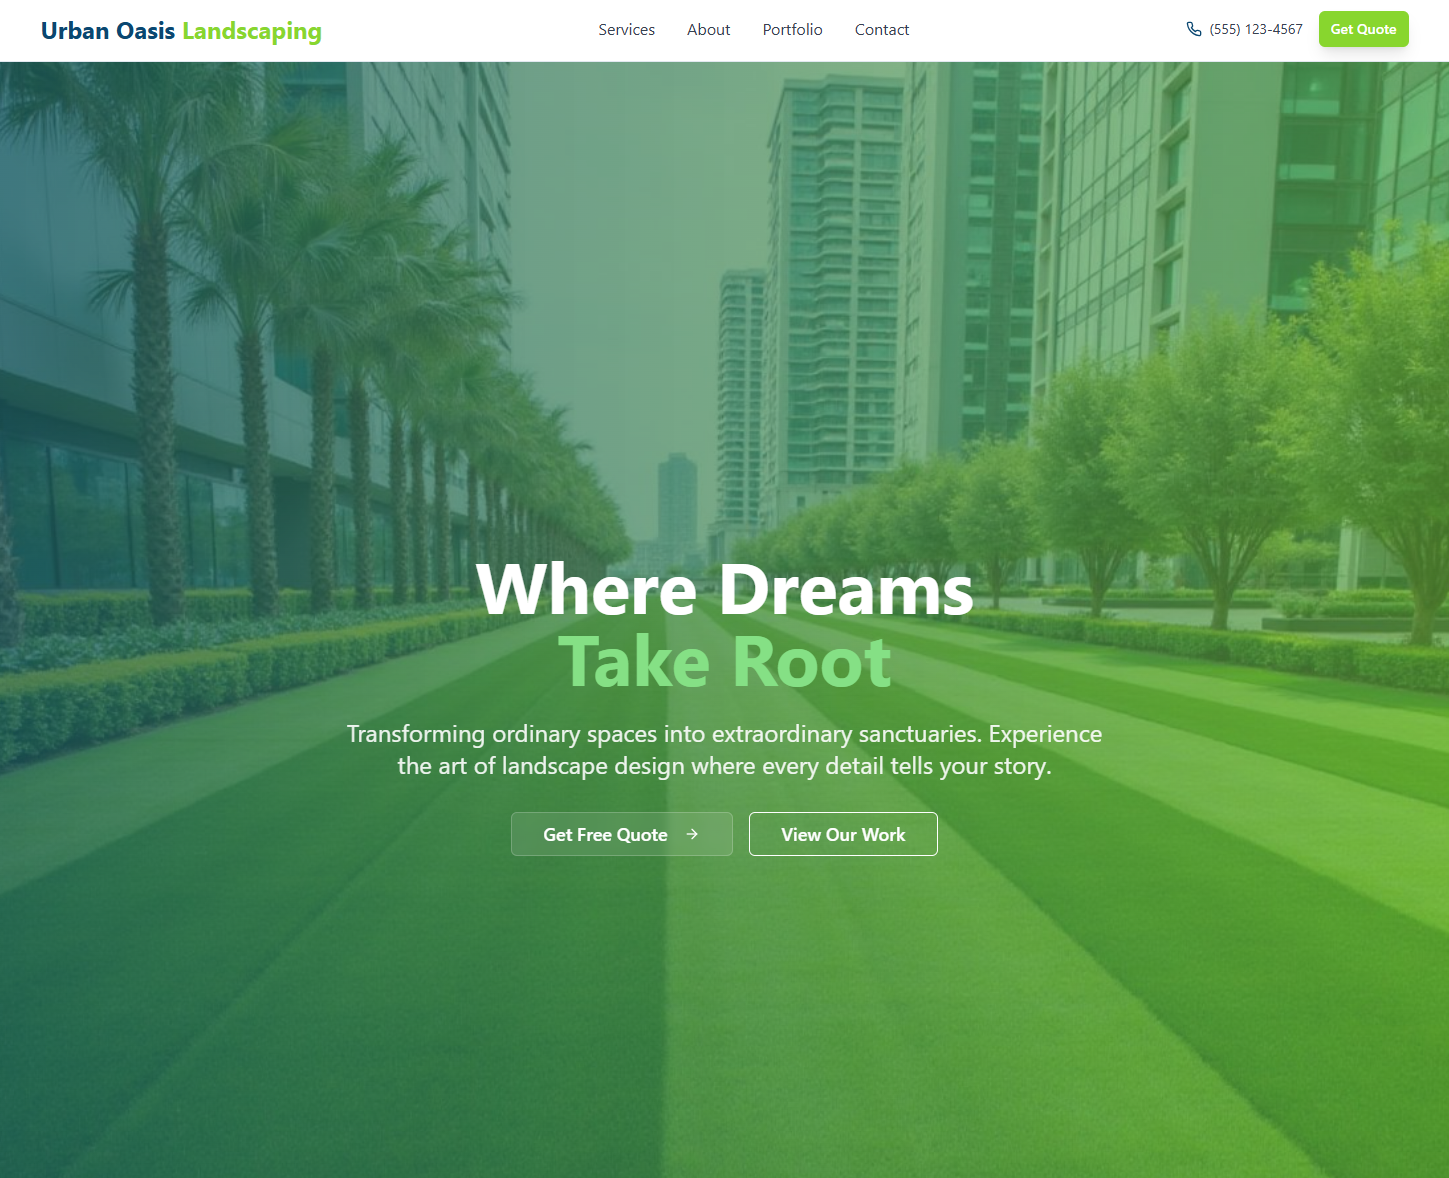 Urban Oasis Landscaping
Services
About
Portfolio
Contact
(555) 123-4567
Get Quote
Where Dreams
Take Root
Transforming ordinary spaces into extraordinary sanctuaries. Experience
the art of landscape design where every detail tells your story.
Get Free Quote
View Our Work